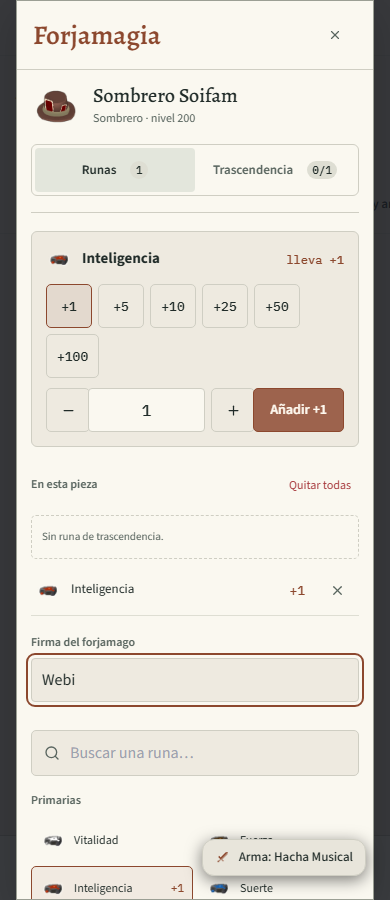 Forjamagia
Sombrero Soifam
Sombrero · nivel 200
Runas 1
Trascendencia 0/1
Inteligencia lleva +1
+1 +5 +10 +25 +50
+100
− 1 + Añadir +1
En esta pieza Quitar todas
Sin runa de trascendencia.
Inteligencia +1
Firma del forjamago
Webi
Buscar una runa…
Primarias
Vitalidad
Arma: Hacha Musical
Inteligencia +1 Suerte